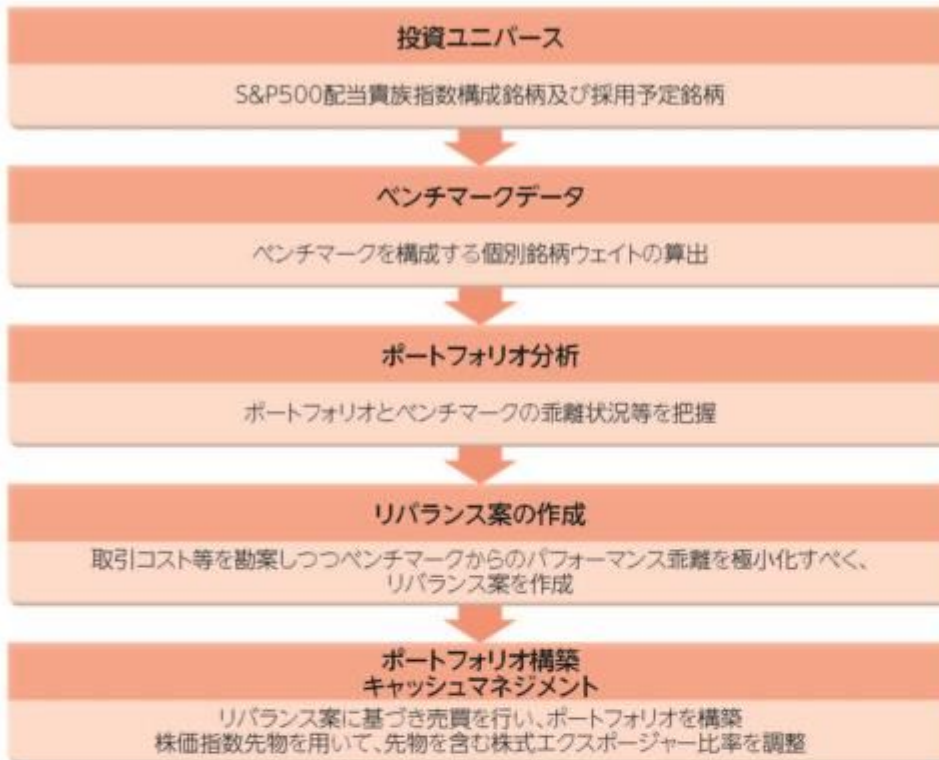 投資ユニバース
S&P500配当貴族指数構成銘柄及び採用予定銘柄
ベンチマークデータ
ベンチマークを構成する個別銘柄ウェイトの算出
ポートフォリオ分析
ポートフォリオとベンチマークの乖離状況等を把握
リバランス案の作成
取引コスト等を勘案しつつベンチマークからのパフォーマンス乖離を極小化すべく、
リバランス案を作成
ポートフォリオ構築
キャッシュマネジメント
リバランス案に基づき売買を行い、ポートフォリオを構築
株価指数先物を用いて、先物を含む株式エクスポージャー比率を調整